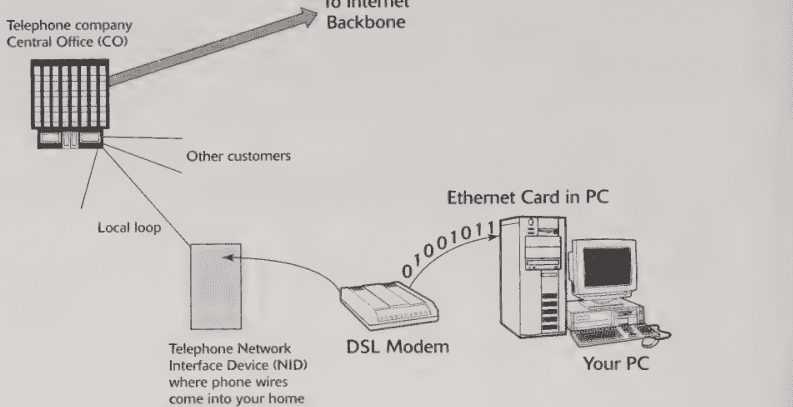 To Internet
Backbone
Telephone company
Central Office (CO)
Other customers
Ethernet Card in PC
Local loop
01001011
Telephone Network
Interface Device (NID)
where phone wires
come into your home
DSL Modem
Your PC